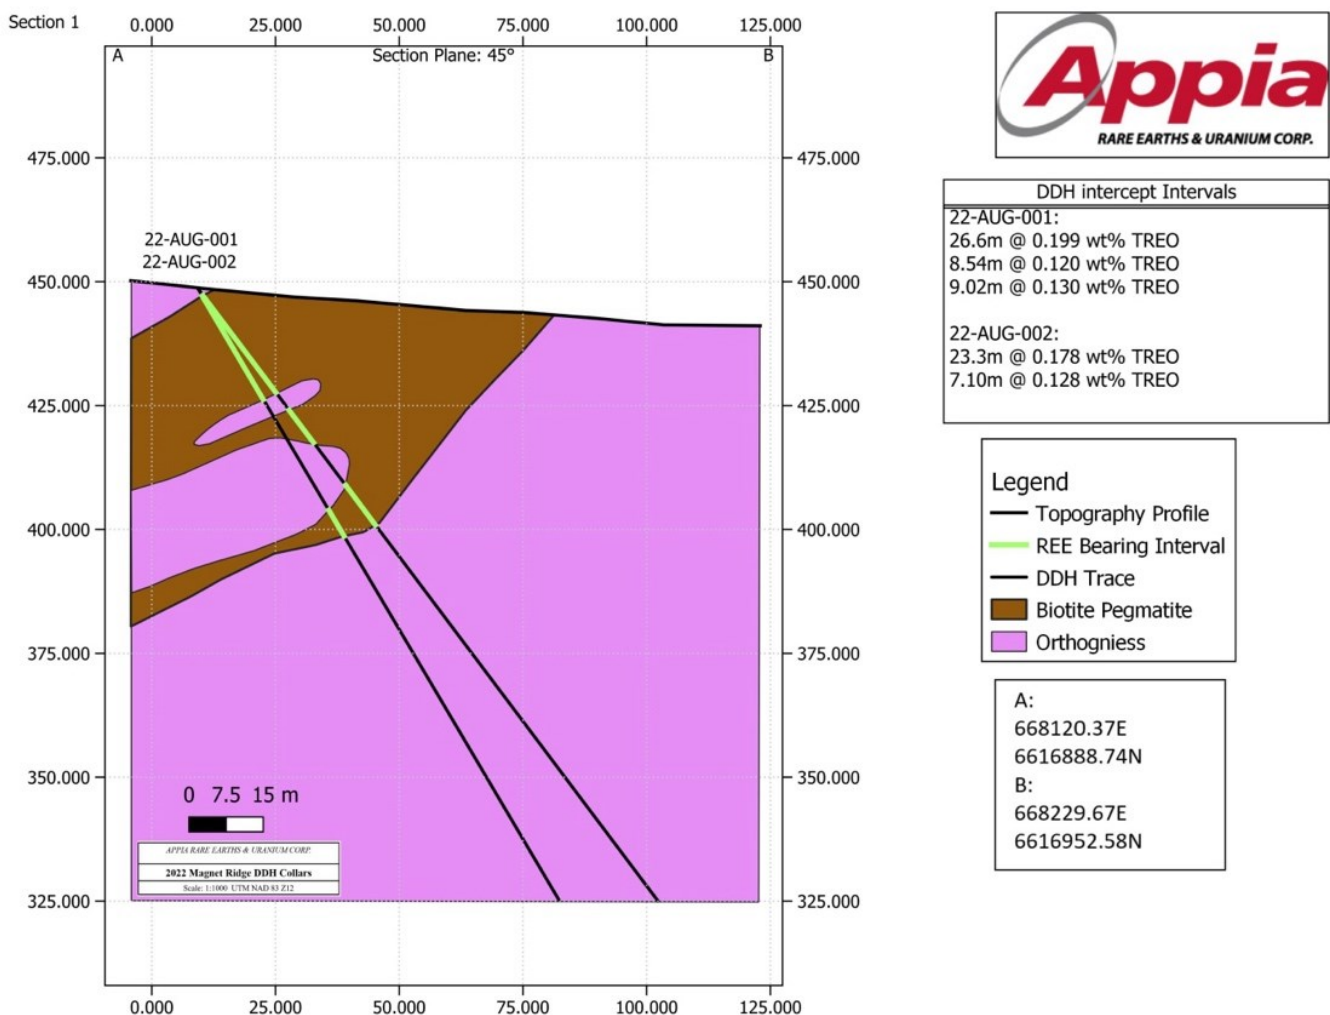 Section 1
0.000 25.000 50.000 75.000 100.000 125.000
A Section Plane: 45° B
475.000 475.000
22-AUG-001
22-AUG-002
450.000 450.000
425.000 425.000
400.000 400.000
375.000 375.000
350.000 350.000
0 7.5 15 m
APPIA RARE EARTHS & URANIUM CORP.
2022 Magnet Ridge DDH Collars
Scale: 1:1000 UTM NAD 83 Z12
325.000 325.000
0.000 25.000 50.000 75.000 100.000 125.000
Appia
RARE EARTHS & URANIUM CORP.
DDH intercept Intervals
22-AUG-001:
26.6m @ 0.199 wt% TREO
8.54m @ 0.120 wt% TREO
9.02m @ 0.130 wt% TREO
22-AUG-002:
23.3m @ 0.178 wt% TREO
7.10m @ 0.128 wt% TREO
Legend
Topography Profile
REE Bearing Interval
DDH Trace
Biotite Pegmatite
Orthogniess
A:
668120.37E
6616888.74N
B:
668229.67E
6616952.58N